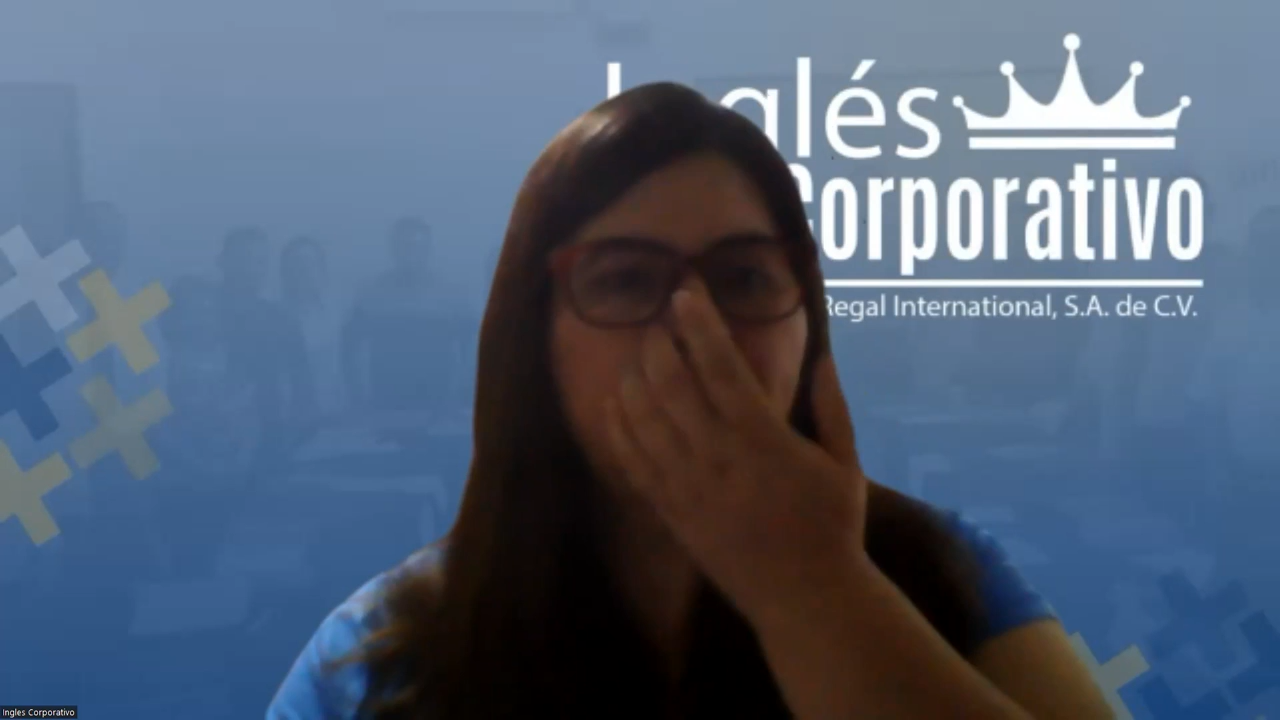 glés
Corporativo
Regal International, S.A. de C.V.
Ingles Corporativo